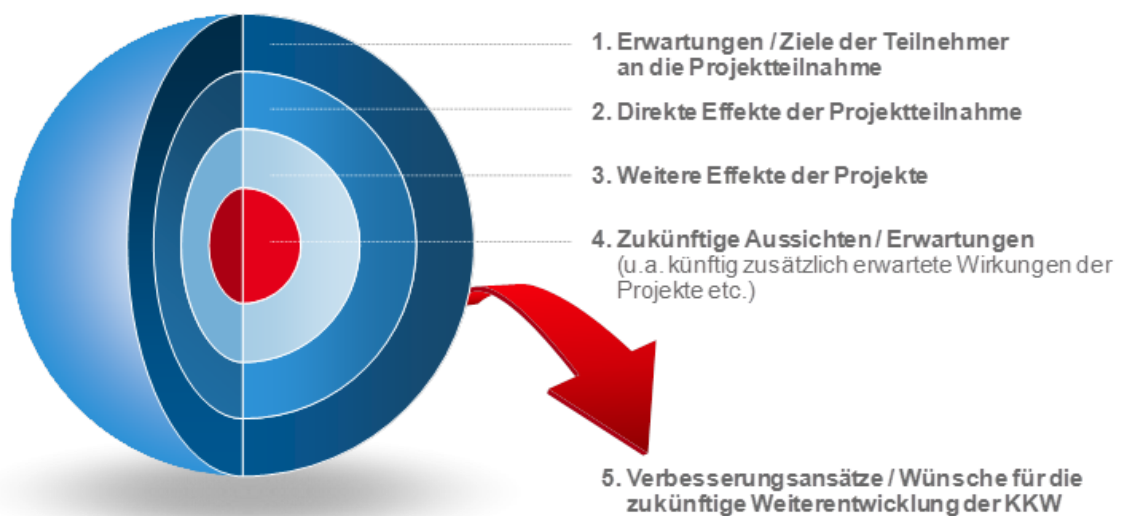 1. Erwartungen / Ziele der Teilnehmer
an die Projektteilnahme
2. Direkte Effekte der Projektteilnahme
3. Weitere Effekte der Projekte
4. Zukünftige Aussichten / Erwartungen
(u.a. künftig zusätzlich erwartete Wirkungen der
Projekte etc.)
5. Verbesserungsansätze / Wünsche für die
zukünftige Weiterentwicklung der KKW